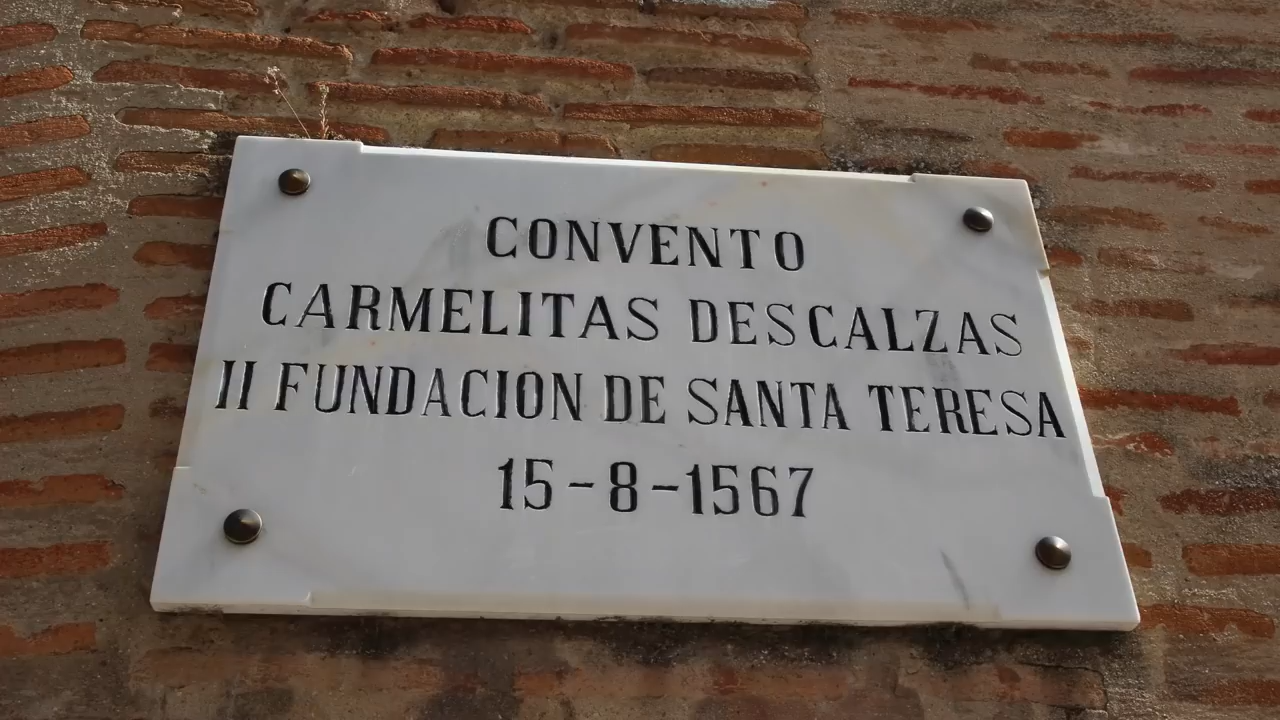 CONVENTO
CARMELITAS DESCALZAS
II FUNDACION DE SANTA TERESA
15-8-1567